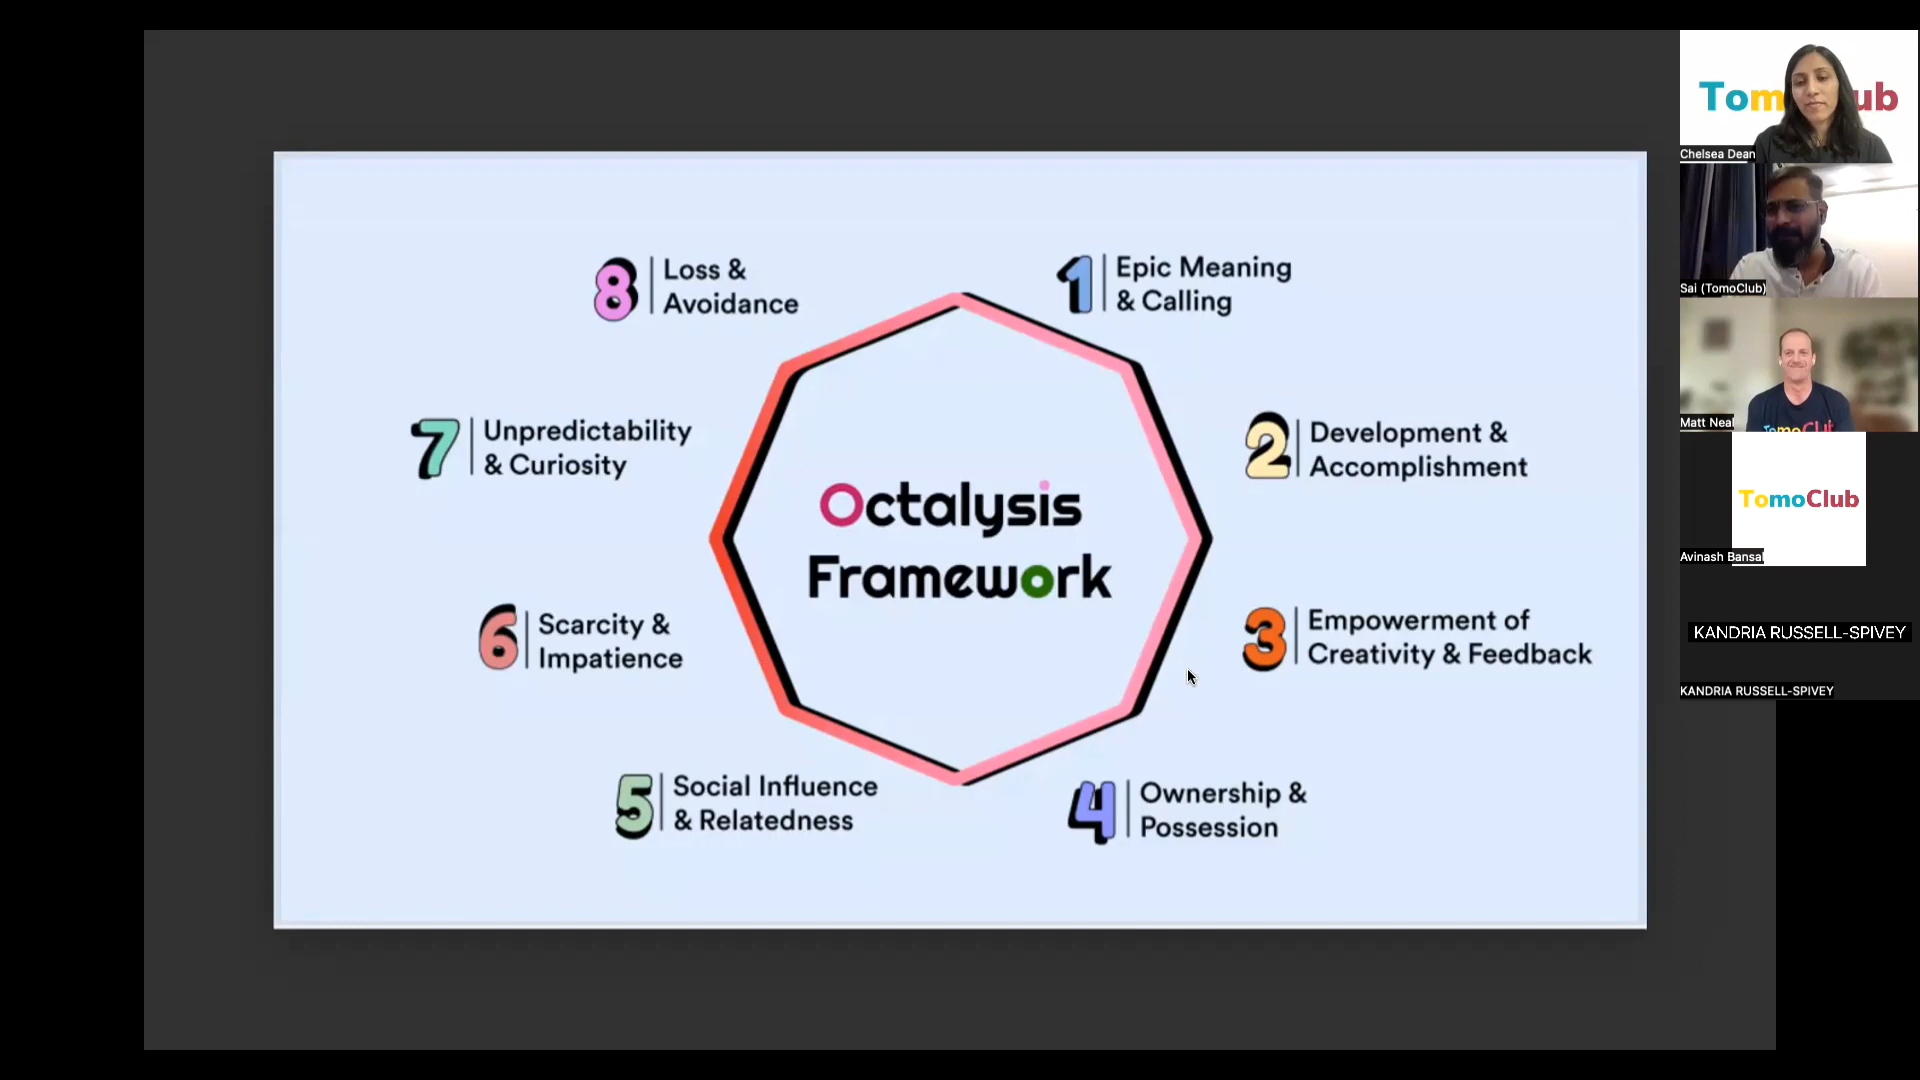 8
Loss &
Avoidance
1
Epic Meaning
& Calling
7
Unpredictability
& Curiosity
2
Development &
Accomplishment
Octalysis
Framework
6
Scarcity &
Impatience
3
Empowerment of
Creativity & Feedback
5
Social Influence
& Relatedness
4
Ownership &
Possession
Tom ub
Chelsea Dean
Sai (TomoClub)
TomoClub
Matt Neal
TomoClub
Avinash Bansal
KANDRIA RUSSELL-SPIVEY
KANDRIA RUSSELL-SPIVEY